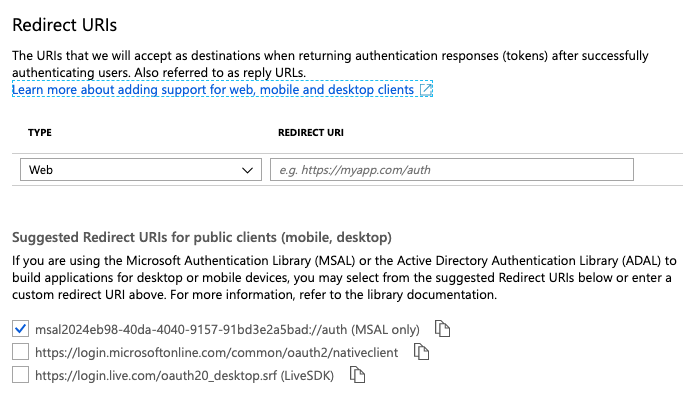 Redirect URIs
The URIs that we will accept as destinations when returning authentication responses (tokens) after successfully
authenticating users. Also referred to as reply URLs.
Learn more about adding support for web, mobile and desktop clients
TYPE REDIRECT URI
Web e.g. https://myapp.com/auth
Suggested Redirect URIs for public clients (mobile, desktop)
If you are using the Microsoft Authentication Library (MSAL) or the Active Directory Authentication Library (ADAL) to
build applications for desktop or mobile devices, you may select from the suggested Redirect URIs below or enter a
custom redirect URI above. For more information, refer to the library documentation.
msal2024eb98-40da-4040-9157-91bd3e2a5bad://auth (MSAL only)
https://login.microsoftonline.com/common/oauth2/nativeclient
https://login.live.com/oauth20_desktop.srf (LiveSDK)